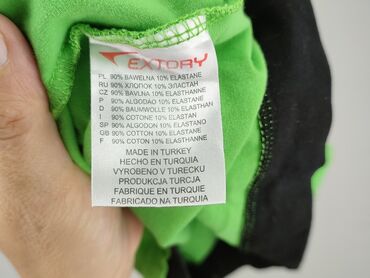 EXTORY
PL 90% BAWEŁNA 10% ELASTANE
RU 90% ХЛОПОК 10% ЭЛАСТАН
CZ 90% BAVLNA 10% ELASTHANNE
P 90% ALGODÃO 10% ELASTANE
D 90% BAUMWOLLE 10% ELASTHAN
I 90% COTONE 10% ELASTAN
SP 90% ALGODON 10% ELASTANO
GB 90% COTTON 10% ELASTANE
F 90% COTON 10% ELASTHANNE
MADE IN TURKEY
HECHO EN TURQUIA
VYROBENO V TURECKU
PRODUKCJA TURCJA
FABRIQUE EN TURQUIE
FABRICADO NA TURQUIA